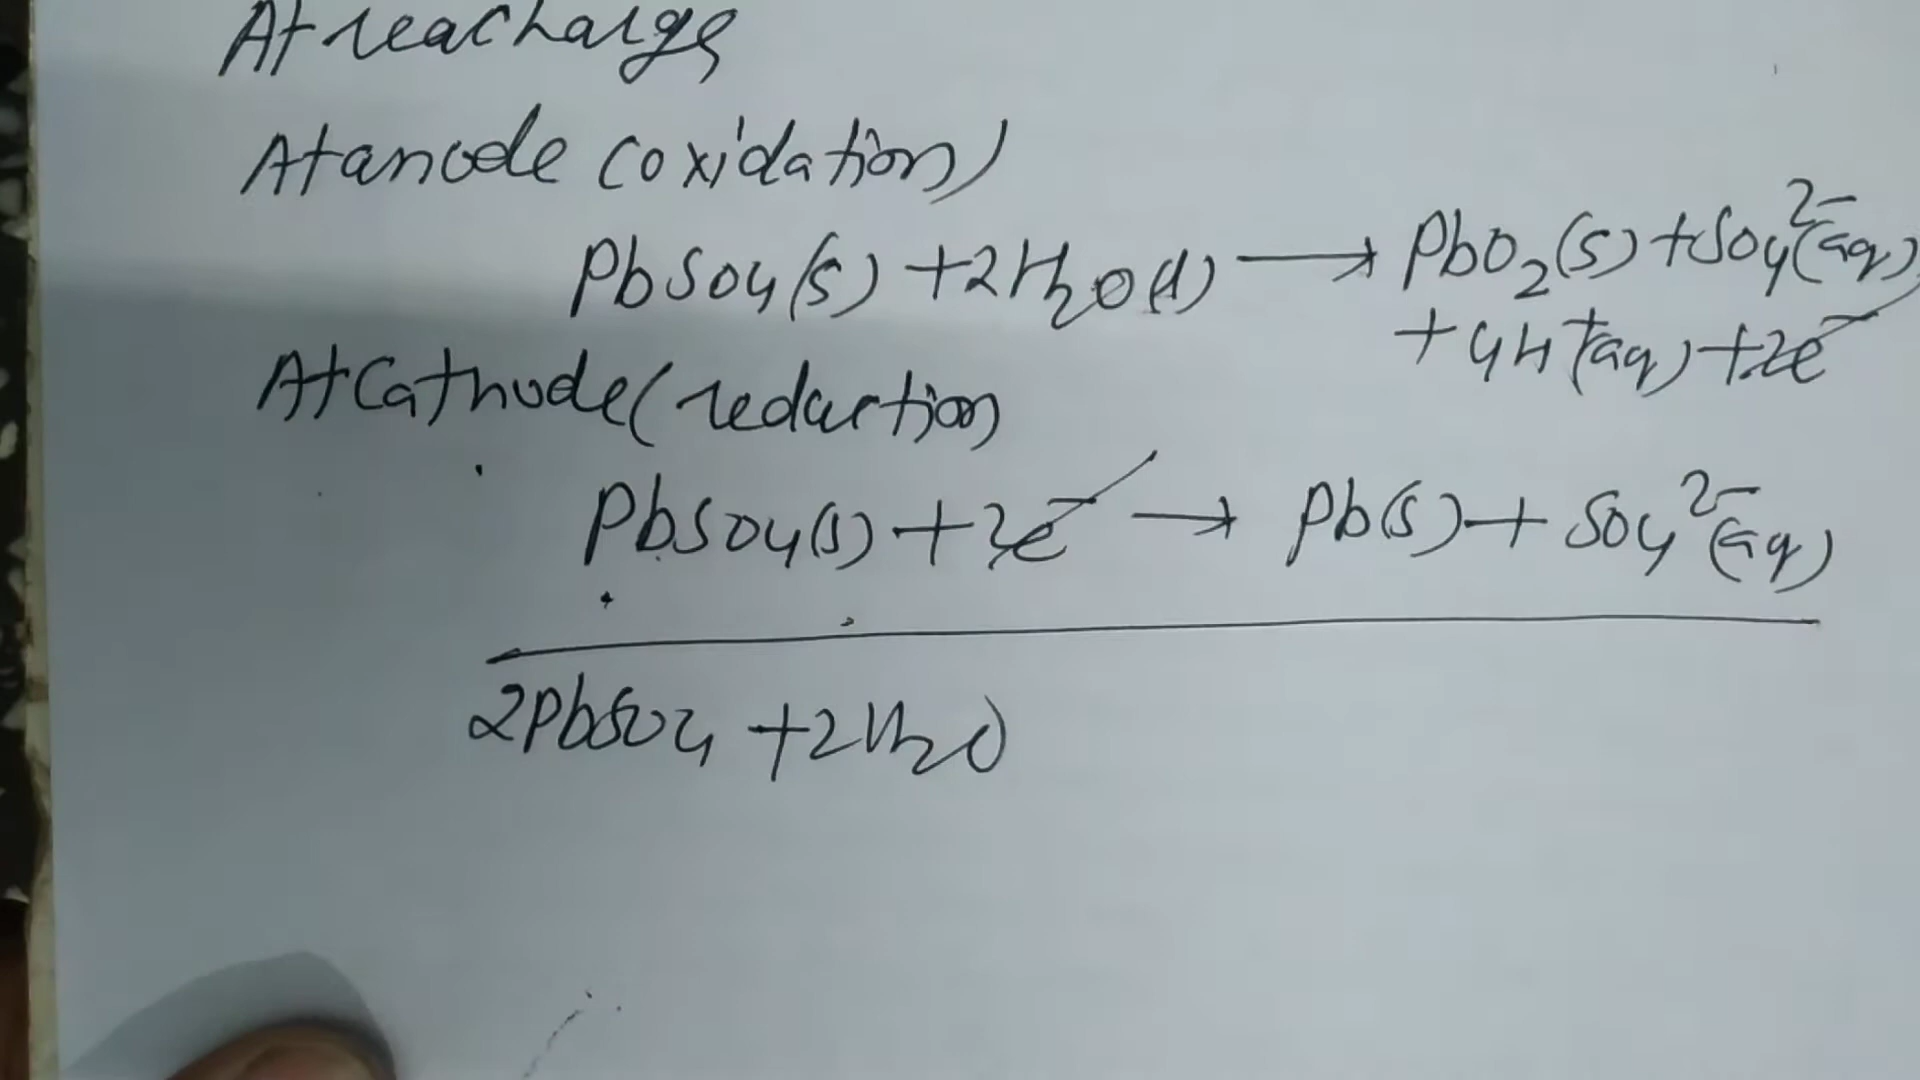 At reacharge
At anode (oxidation)
PbSO4(s) + 2H2O(l) → PbO2(s) + SO4^2-(aq)
+ 4H+(aq) + 2e-
At Cathode (reduction
PbSO4(s) + 2e- → Pb(s) + SO4^2-(aq)
2PbSO4 + 2H2O